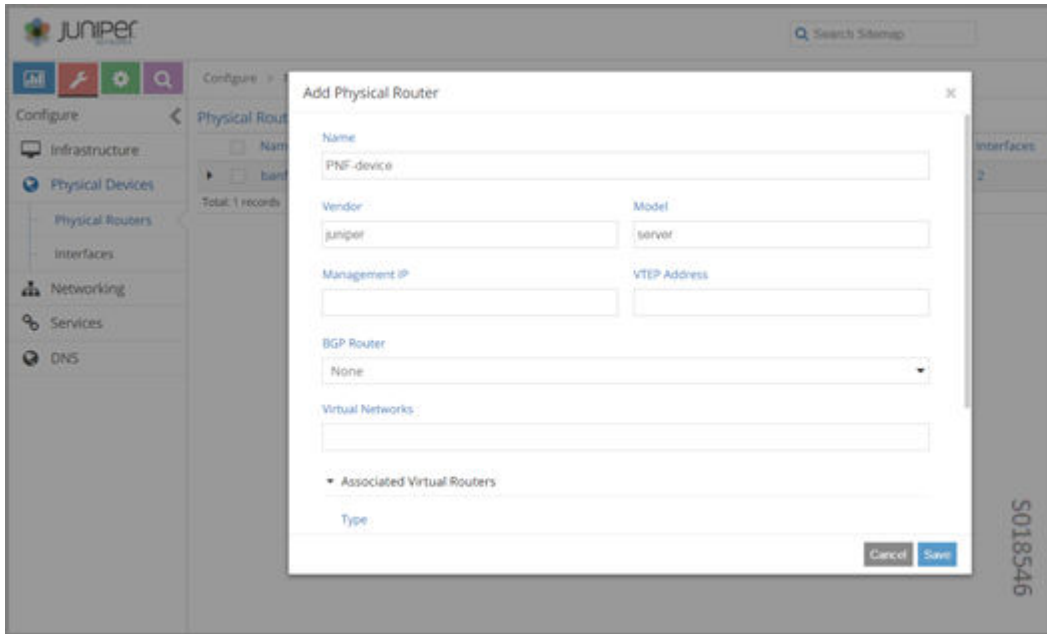 JUNIPER
NETWORKS
Search Sitemap
Configure >
Add Physical Router ×
Configure
Physical Rout
Name
Nam
Interfaces
Infrastructure
PNF-device
2
Physical Devices
Total: 1 records
Vendor Model
Physical Routers
juniper server
Interfaces
Management IP VTEP Address
Networking
Services
BGP Router
DNS
None
Virtual Networks
Associated Virtual Routers
Type
Cancel Save
S018546